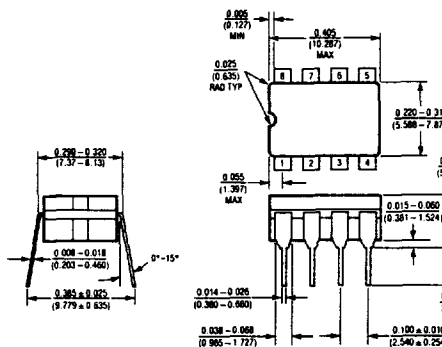 0.005
(0.127)
MIN
0.405
(10.287)
MAX
0.025
(0.635)
RAD TYP
8 7 6 5
0.220 – 0.31
(5.588 – 7.87
1 2 3 4
0.290 – 0.320
(7.37 – 8.13)
0.055
(1.397)
MAX
0.015 – 0.060
(0.381 – 1.524)
0.008 – 0.018
(0.203 – 0.460)
0°–15°
0.385 ± 0.025
(9.779 ± 0.635)
0.014 – 0.026
(0.360 – 0.660)
0.038 – 0.068
(0.965 – 1.727)
0.100 ± 0.010
(2.540 ± 0.254